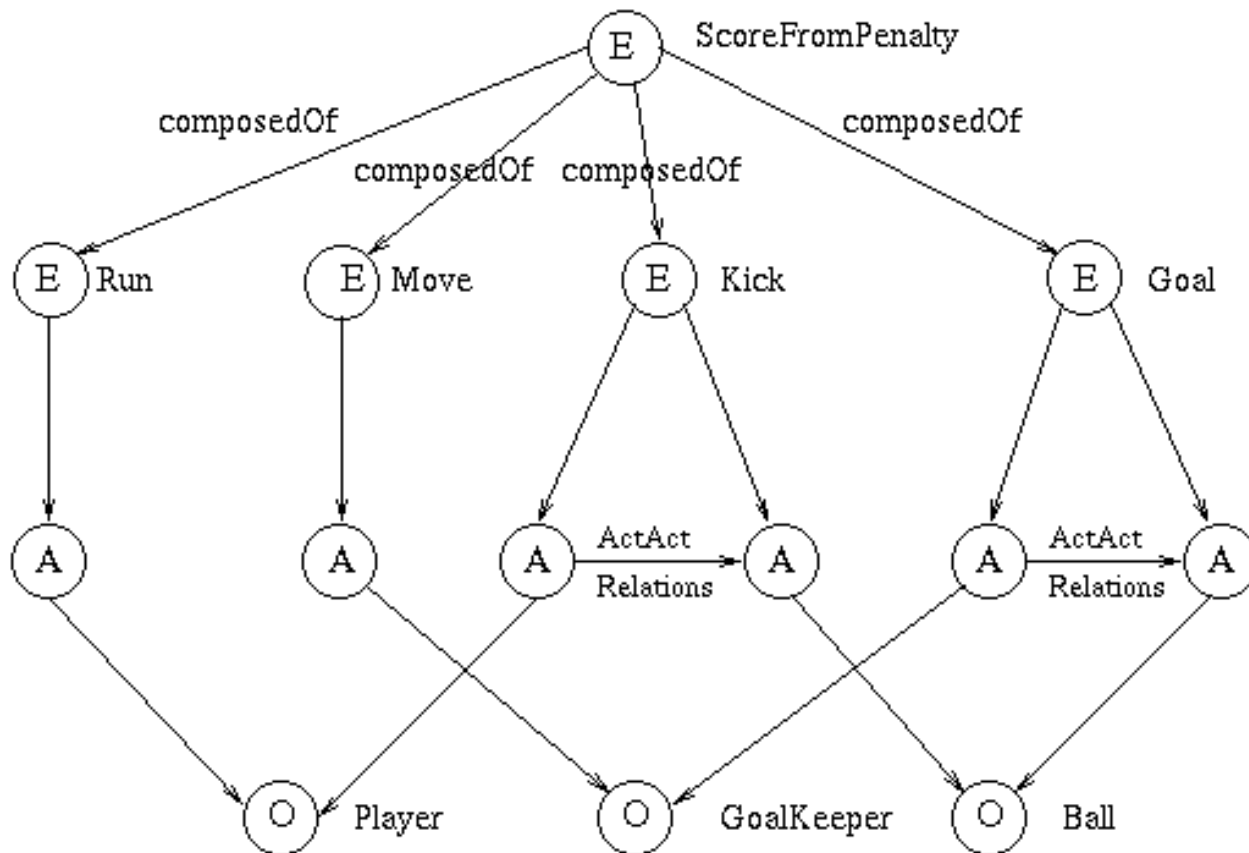 E ScoreFromPenalty
composedOf composedOf
composedOf composedOf
E Run E Move E Kick E Goal
ActAct ActAct
A A A A A A
Relations Relations
O Player O GoalKeeper O Ball